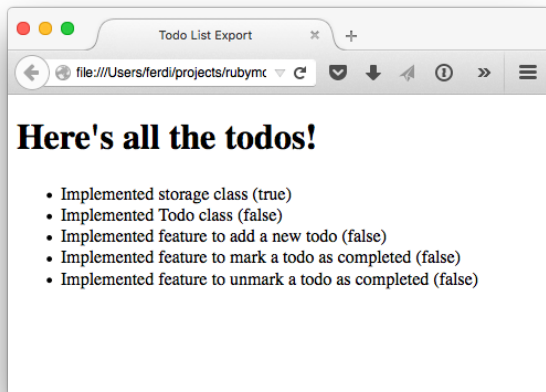 Todo List Export
file:///Users/ferdi/projects/rubymo
Here's all the todos!
Implemented storage class (true)
Implemented Todo class (false)
Implemented feature to add a new todo (false)
Implemented feature to mark a todo as completed (false)
Implemented feature to unmark a todo as completed (false)